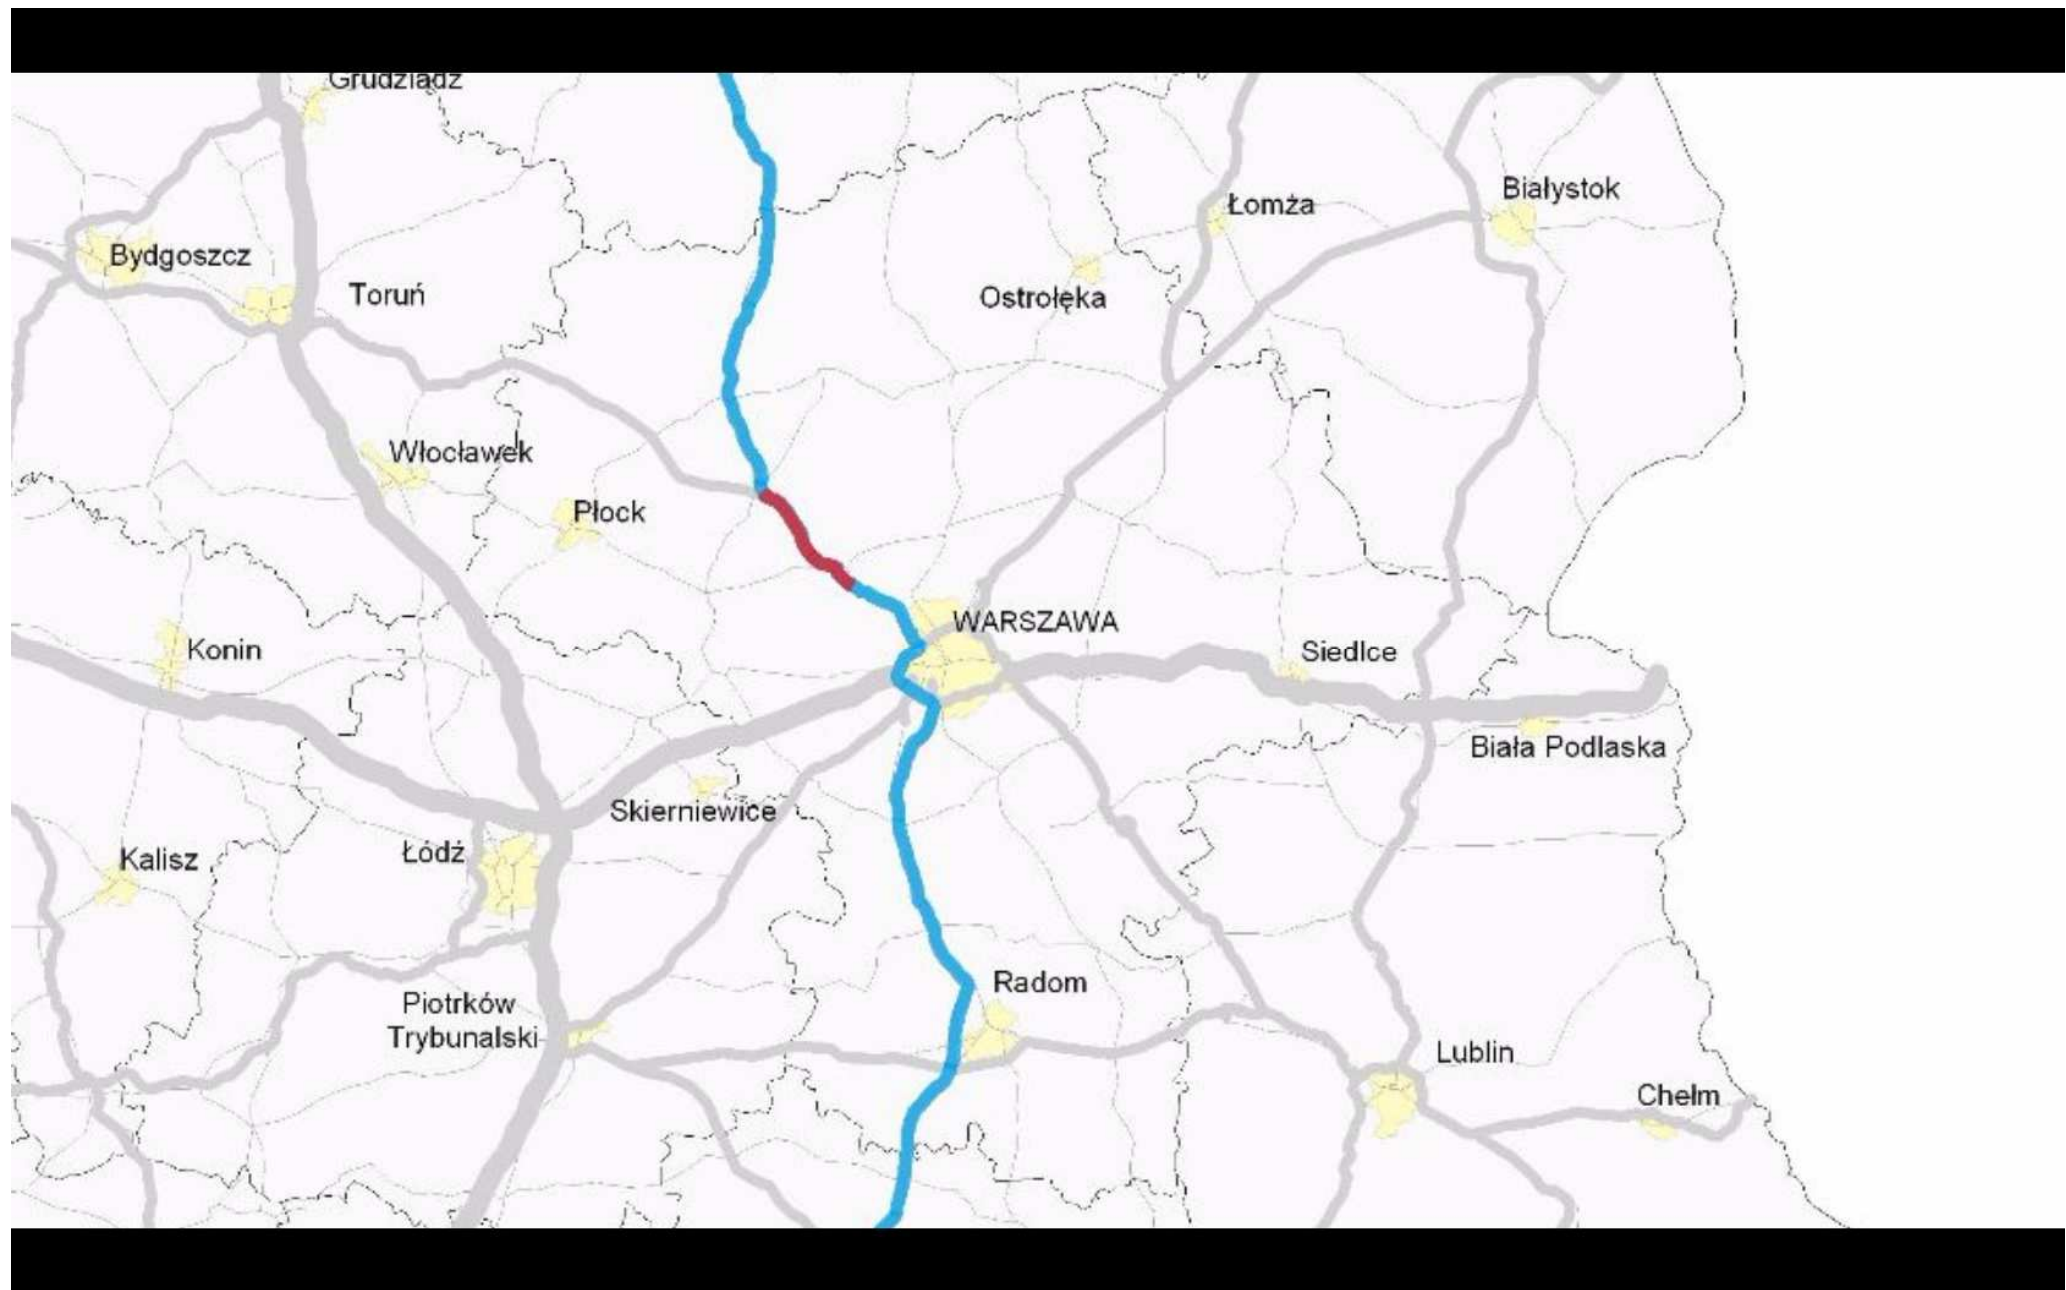 Grudziądz
Białystok
Łomża
Bydgoszcz
Toruń
Ostrołęka
Włocławek
Płock
WARSZAWA
Konin
Siedlce
Biała Podlaska
Skierniewice
Łódź
Kalisz
Radom
Piotrków
Trybunalski
Lublin
Chełm